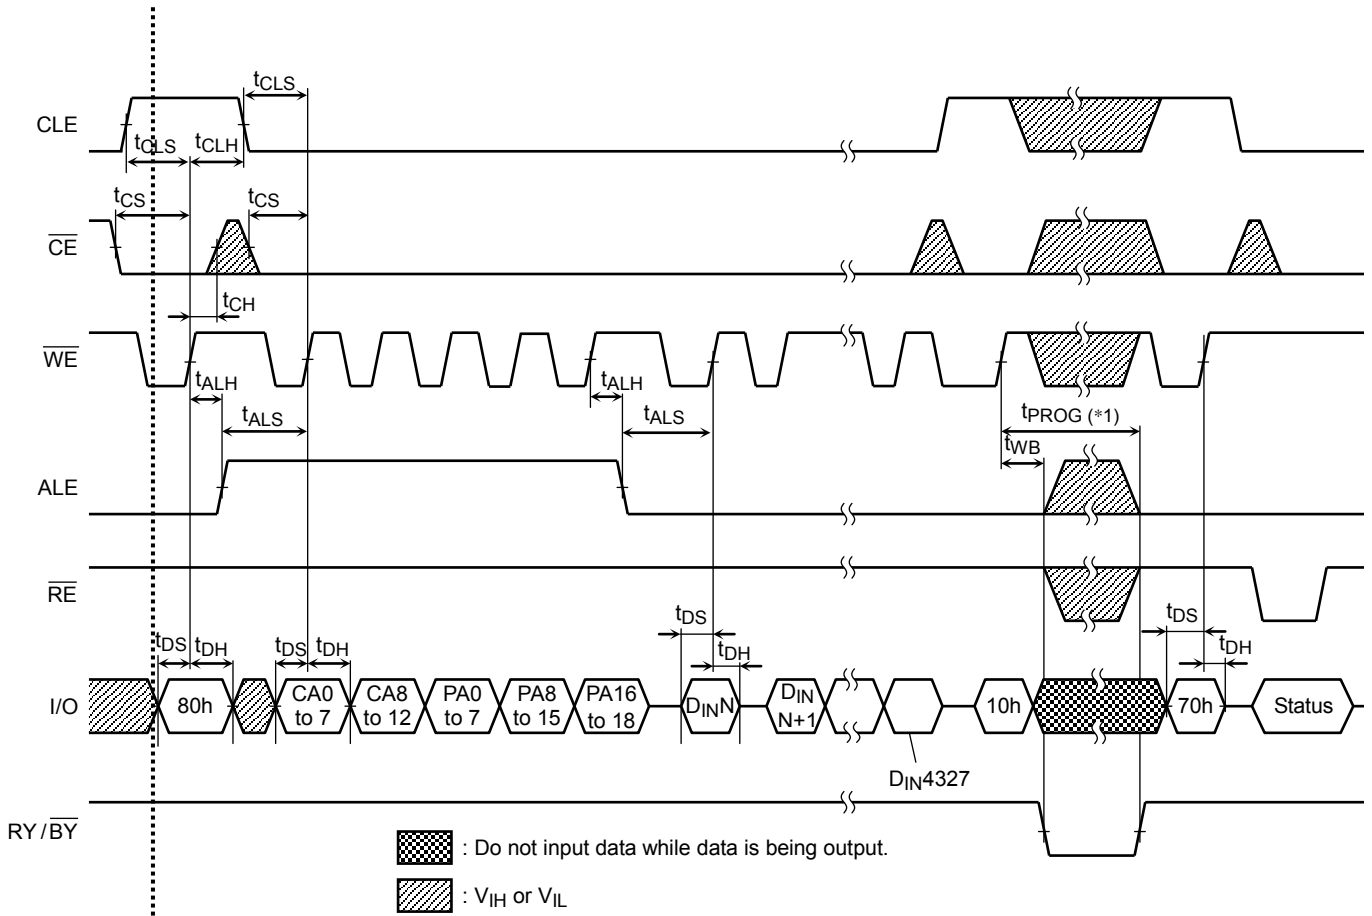 tCLS
CLE
tCLS
tCLH
tCS
tCS
CE
tCH
WE
tALH
tALH
tALS
tALS
tPROG (*1)
tWB
ALE
RE
tDS
tDH
tDS
tDH
tDS
tDH
tDS
tDH
I/O
80h
CA0
to 7
CA8
to 12
PA0
to 7
PA8
to 15
PA16
to 18
DINN
DIN
N+1
10h
70h
Status
DIN4327
RY/BY
: Do not input data while data is being output.
: VIH or VIL